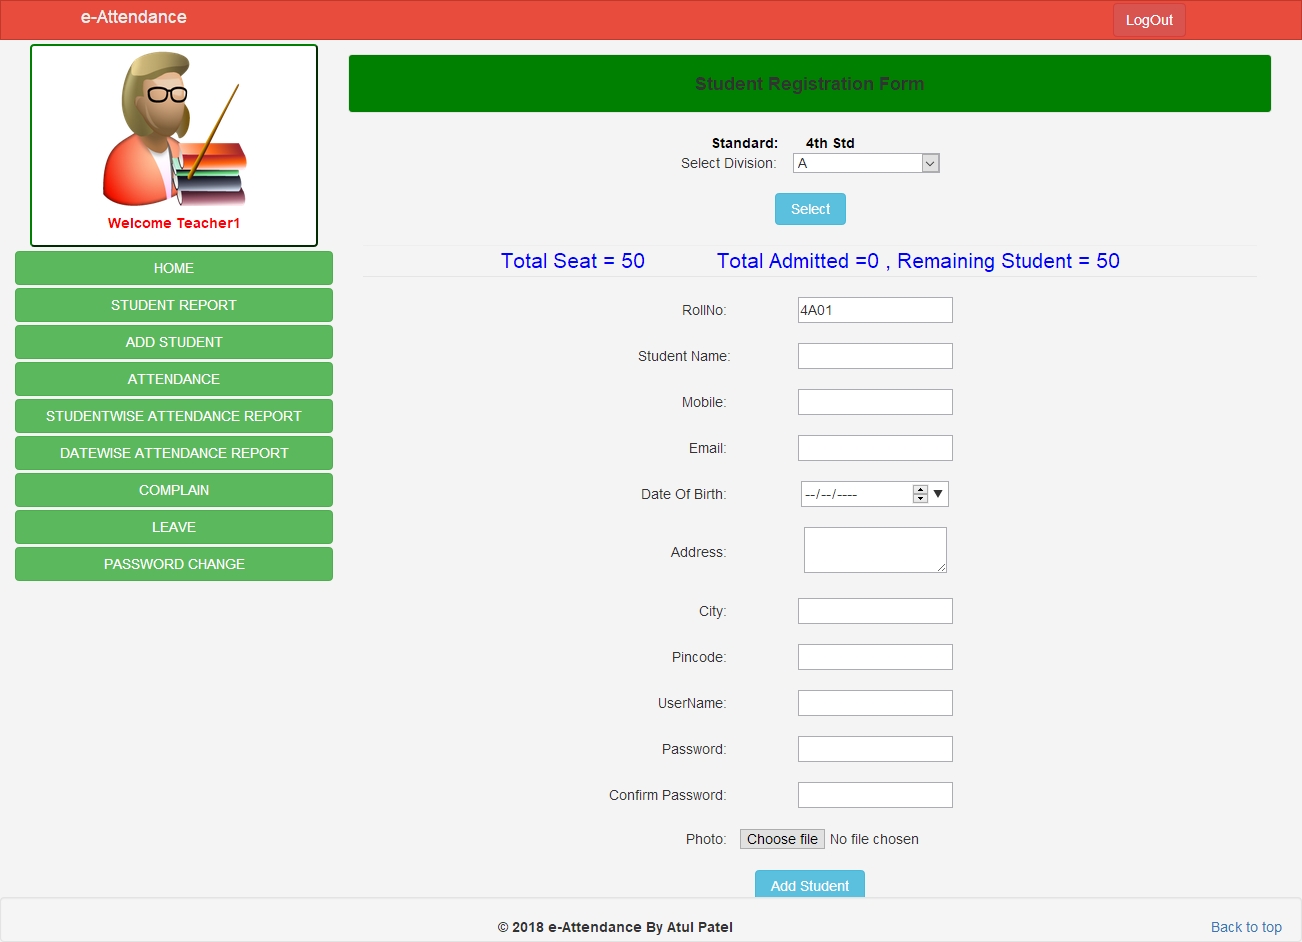 e-Attendance
LogOut
Welcome Teacher1
HOME
STUDENT REPORT
ADD STUDENT
ATTENDANCE
STUDENTWISE ATTENDANCE REPORT
DATEWISE ATTENDANCE REPORT
COMPLAIN
LEAVE
PASSWORD CHANGE
Student Registration Form
Standard: 4th Std
Select Division: A
Select
Total Seat = 50 Total Admitted =0 , Remaining Student = 50
RollNo: 4A01
Student Name:
Mobile:
Email:
Date Of Birth: --/--/----
Address:
City:
Pincode:
UserName:
Password:
Confirm Password:
Photo: Choose file No file chosen
Add Student
© 2018 e-Attendance By Atul Patel
Back to top